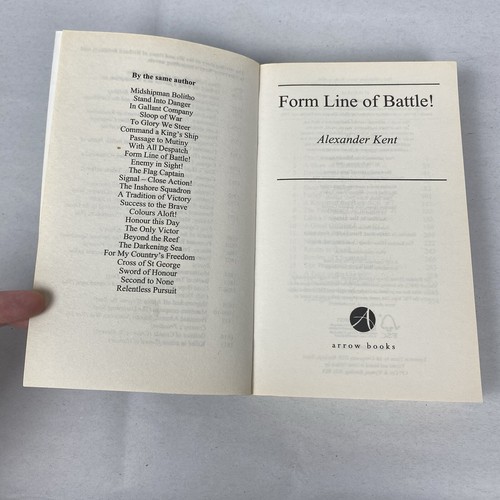 By the same author
Midshipman Bolitho
Stand Into Danger
In Gallant Company
Sloop of War
To Glory We Steer
Command a King's Ship
Passage to Mutiny
With All Despatch
Form Line of Battle!
Enemy in Sight!
The Flag Captain
Signal – Close Action!
The Inshore Squadron
A Tradition of Victory
Success to the Brave
Colours Aloft!
Honour this Day
The Only Victor
Beyond the Reef
The Darkening Sea
For My Country's Freedom
Cross of St George
Sword of Honour
Second to None
Relentless Pursuit
Form Line of Battle!
Alexander Kent
A
arrow books